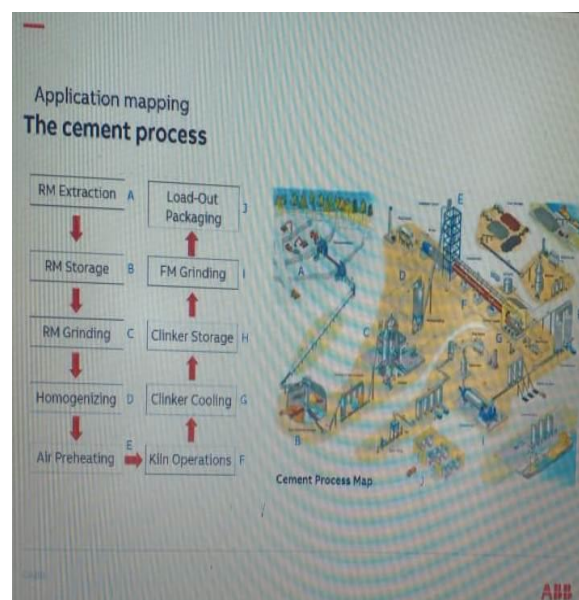 Application mapping
The cement process
RM Extraction A
RM Storage B
RM Grinding C
Homogenizing D
Air Preheating E
Kiln Operations F
Clinker Cooling G
Clinker Storage H
FM Grinding I
Load-Out
Packaging J
A
B
C
D
E
F
G
I
J
Cement Process Map
ABB